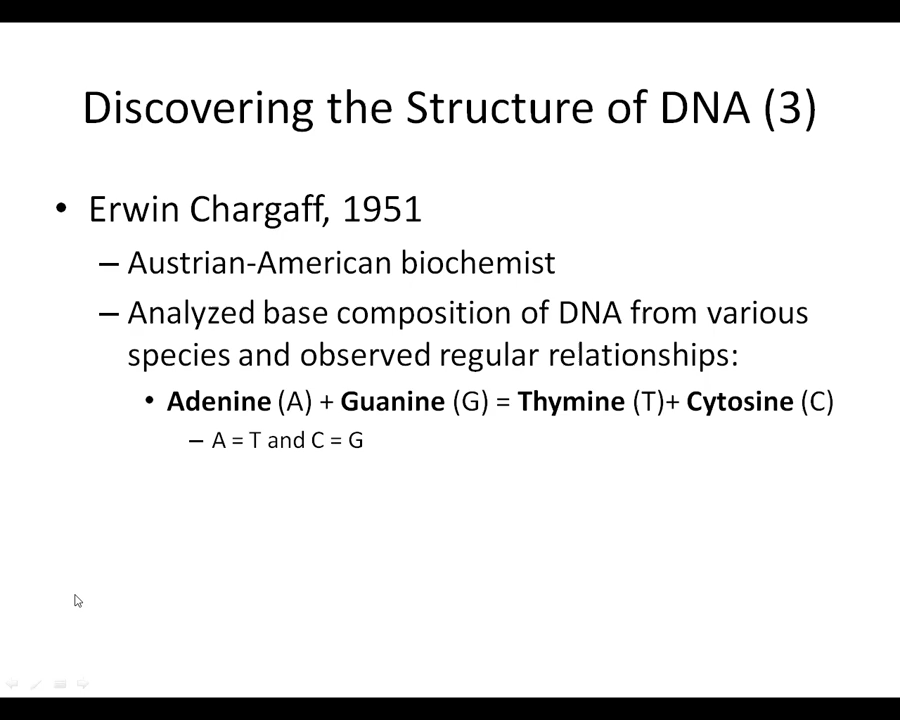 Discovering the Structure of DNA (3)
• Erwin Chargaff, 1951
– Austrian-American biochemist
– Analyzed base composition of DNA from various
species and observed regular relationships:
• Adenine (A) + Guanine (G) = Thymine (T)+ Cytosine (C)
– A = T and C = G